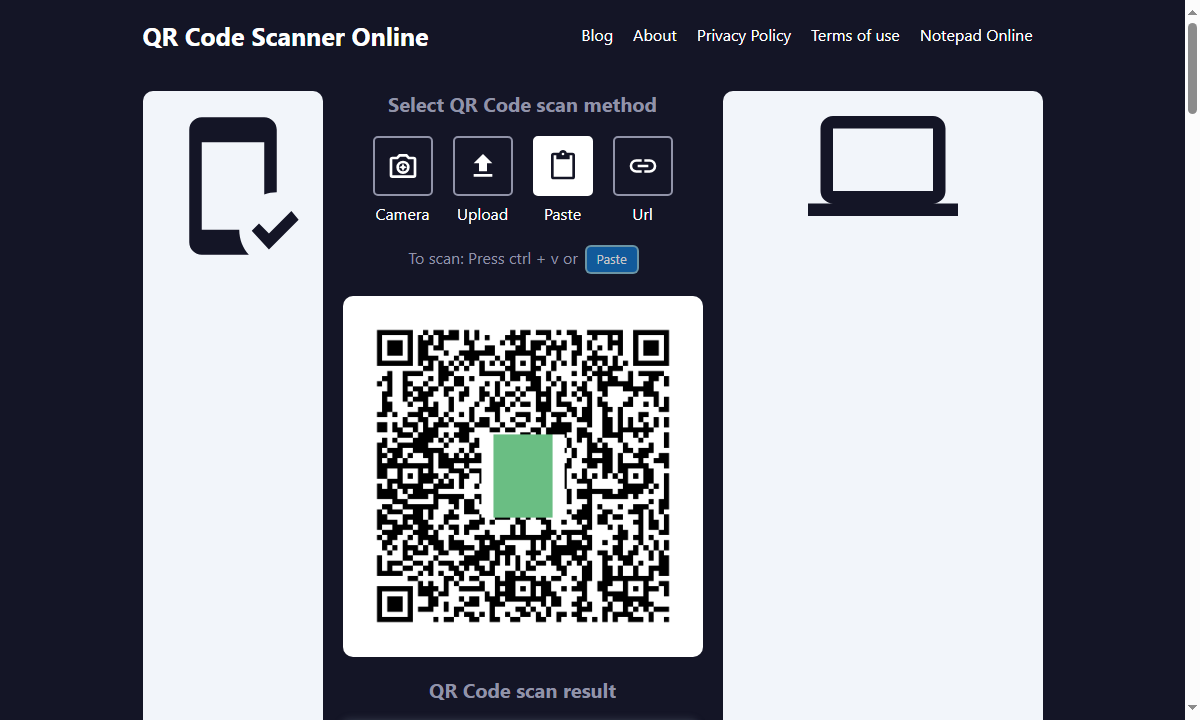 QR Code Scanner Online
Blog About Privacy Policy Terms of use Notepad Online
Select QR Code scan method
Camera Upload Paste Url
To scan: Press ctrl + v or Paste
QR Code scan result